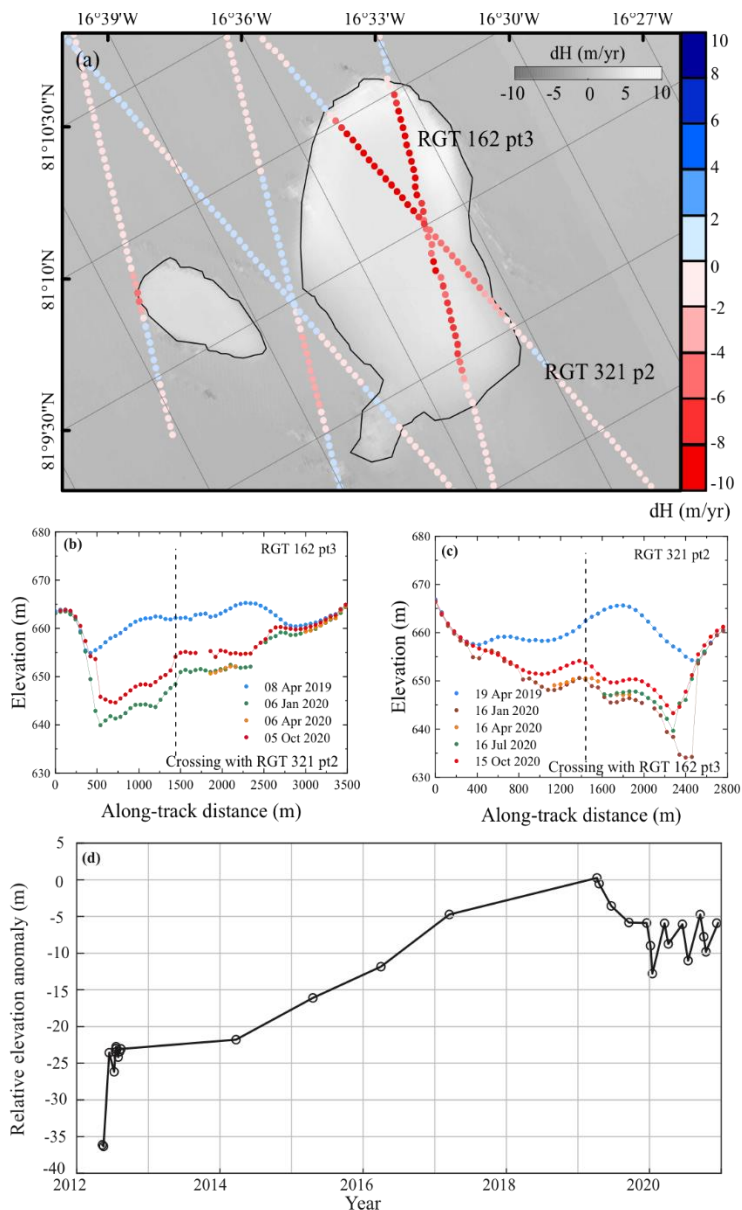 16°39'W 16°36'W 16°33'W 16°30'W 16°27'W
(a)
dH (m/yr)
-10 -5 0 5 10
RGT 162 pt3
RGT 321 p2
81°10'30"N
81°10'N
81°9'30"N
10
8
6
4
2
0
-2
-4
-6
-8
-10
dH (m/yr)
(b)
RGT 162 pt3
680
670
660
650
640
630
Elevation (m)
08 Apr 2019
06 Jan 2020
06 Apr 2020
05 Oct 2020
Crossing with RGT 321 pt2
0 500 1000 1500 2000 2500 3000 3500
Along-track distance (m)
(c)
RGT 321 pt2
680
670
660
650
640
630
Elevation (m)
19 Apr 2019
16 Jan 2020
16 Apr 2020
16 Jul 2020
15 Oct 2020
Crossing with RGT 162 pt3
0 400 800 1200 1600 2000 2400 2800
Along-track distance (m)
(d)
5
0
-5
-10
-15
-20
-25
-30
-35
-40
Relative elevation anomaly (m)
2012 2014 2016 2018 2020
Year